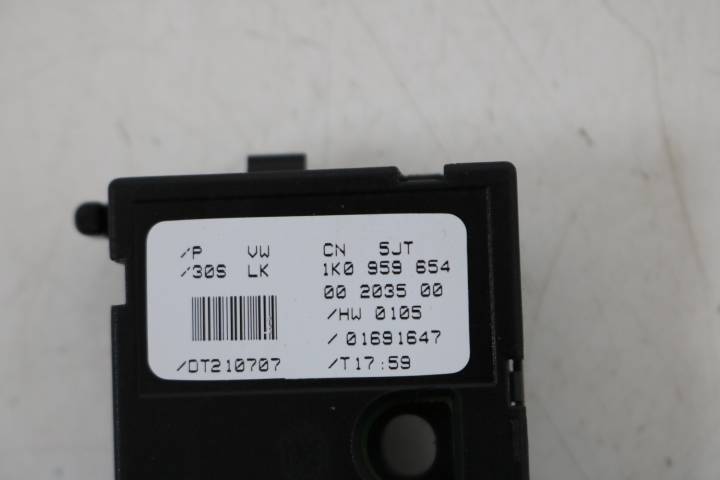 /P VW CN 5JT
/30S LK 1K0 959 654
00 2035 00
/HW 0105
/01691647
/DT210707 /T17:59